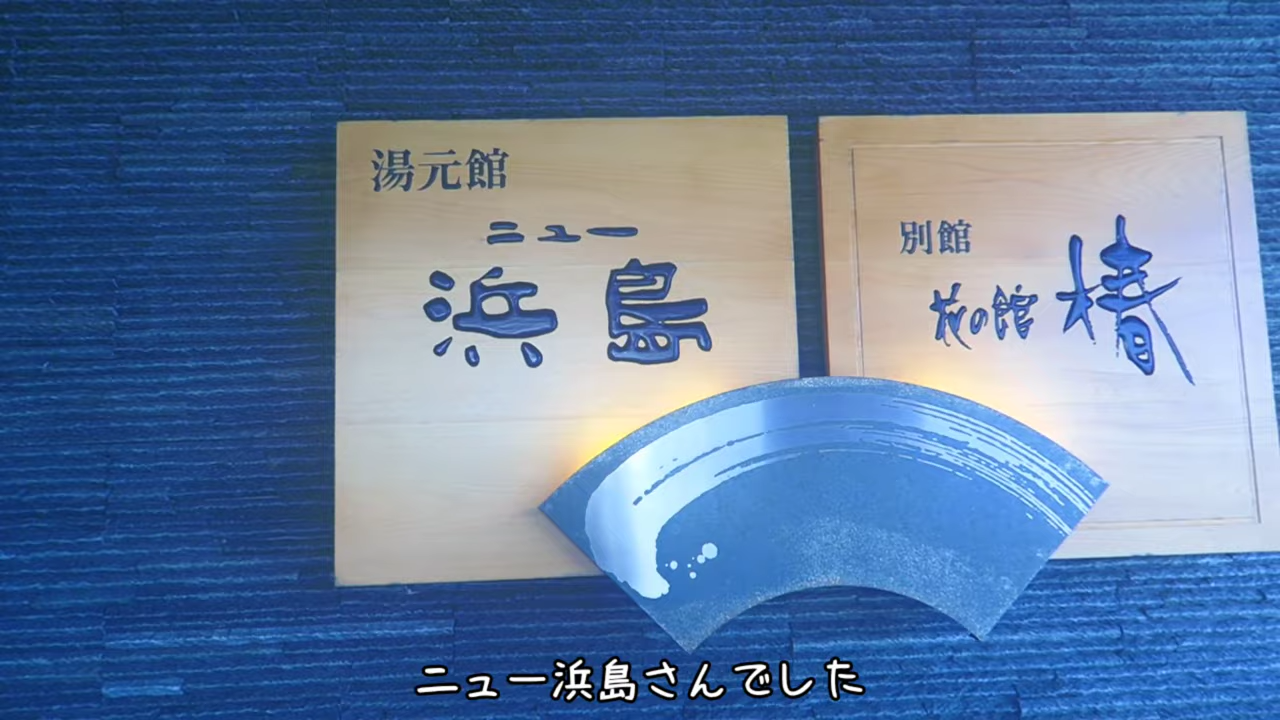 湯元館
ニュー
浜島
別館
花の館 椿
ニュー浜島さんでした